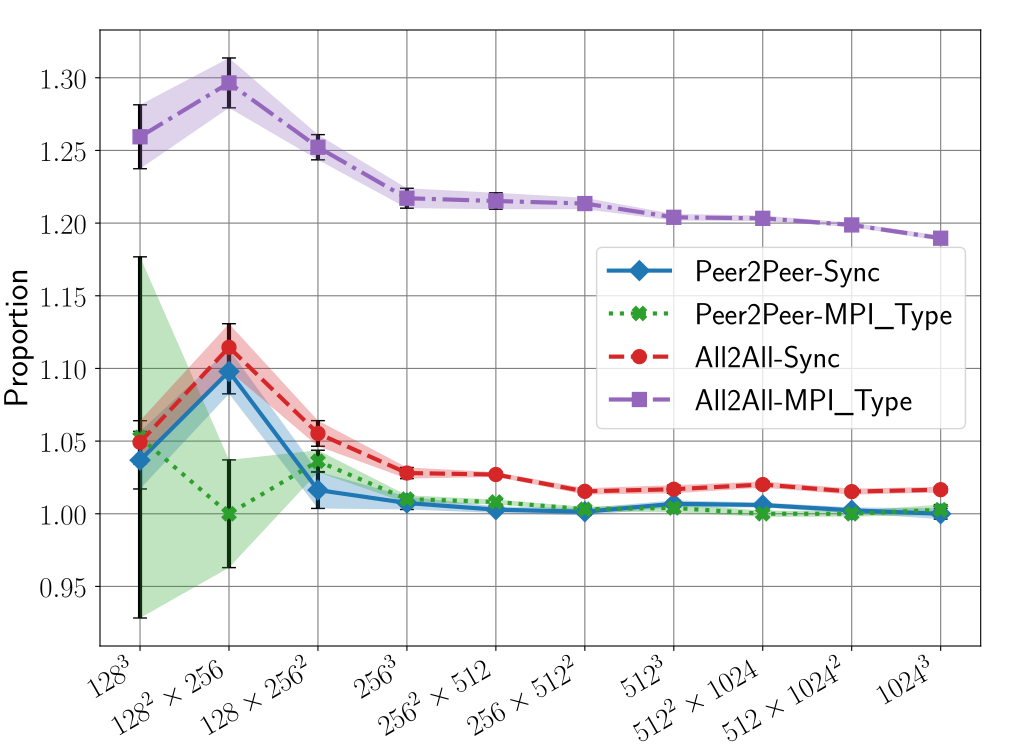 Proportion
1.30
1.25
1.20
1.15
1.10
1.05
1.00
0.95
Peer2Peer-Sync
Peer2Peer-MPI_Type
All2All-Sync
All2All-MPI_Type
128³
128² × 256
128 × 256²
256³
256² × 512
256 × 512²
512³
512² × 1024
512 × 1024²
1024³